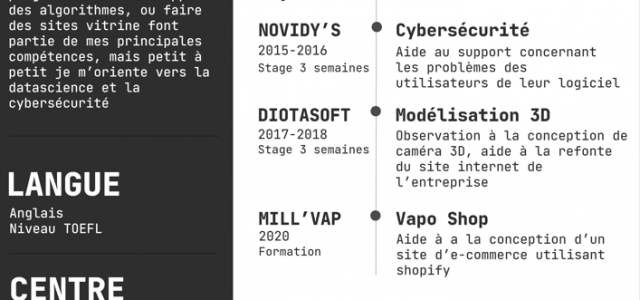 des algorithmes, ou faire
des sites vitrine font
partie de mes principales
compétences, mais petit à
petit je m’oriente vers la
datascience et la
cybersécurité
LANGUE
Anglais
Niveau TOEFL
CENTRE
NOVIDY’S
2015-2016
Stage 3 semaines
Cybersécurité
Aide au support concernant
les problèmes des
utilisateurs de leur logiciel
DIOTASOFT
2017-2018
Stage 3 semaines
Modélisation 3D
Observation à la conception de
caméra 3D, aide à la refonte
du site internet de
l’entreprise
MILL’VAP
2020
Formation
Vapo Shop
Aide à a la conception d’un
site d’e-commerce utilisant
shopify